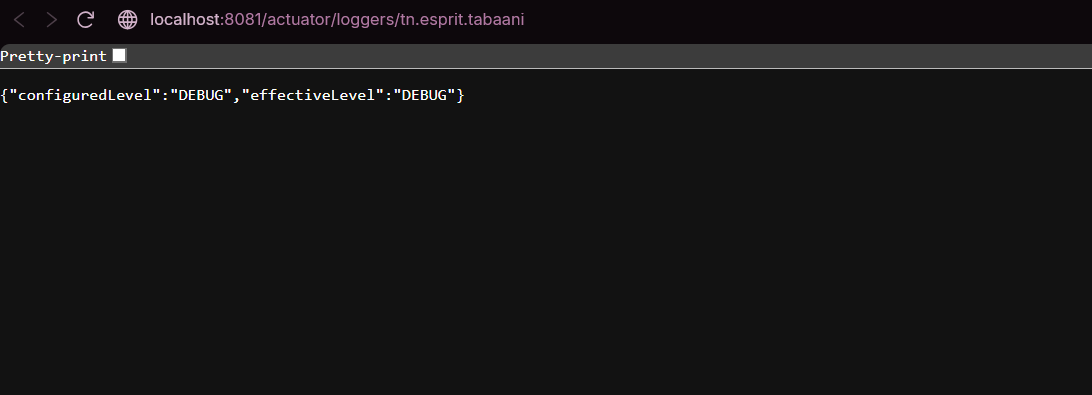 localhost:8081/actuator/loggers/tn.esprit.tabaani
Pretty-print
{"configuredLevel":"DEBUG","effectiveLevel":"DEBUG"}